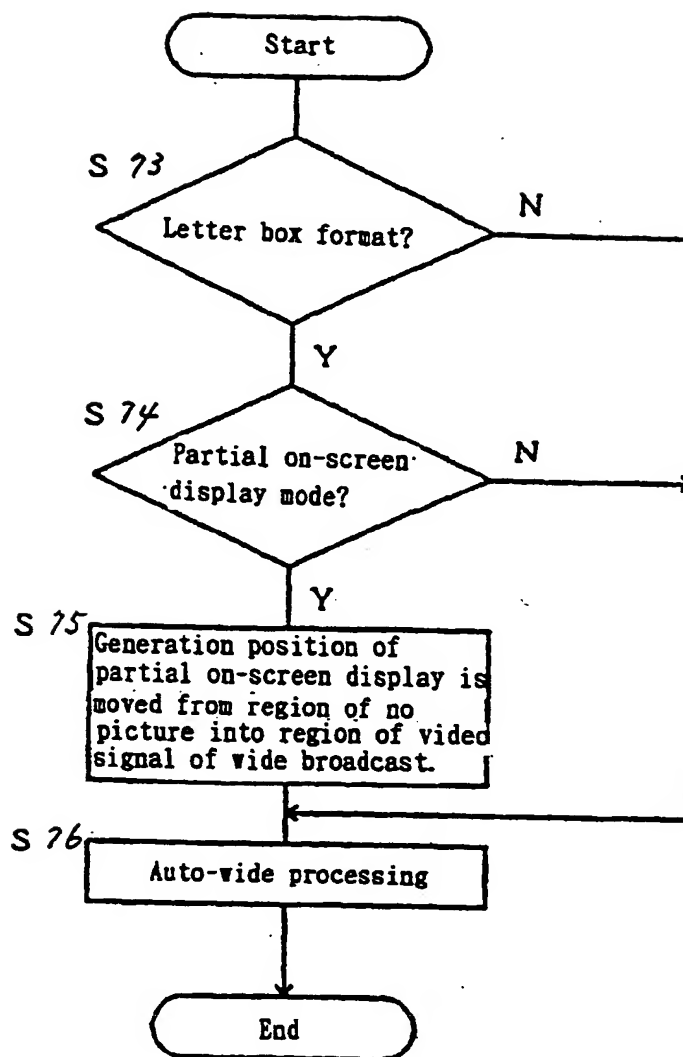 Start
S 73
Letter box format?
N
Y
S 74
Partial on-screen
display mode?
N
Y
S 75
Generation position of
partial on-screen display is
moved from region of no
picture into region of video
signal of wide broadcast.
S 76
Auto-wide processing
End